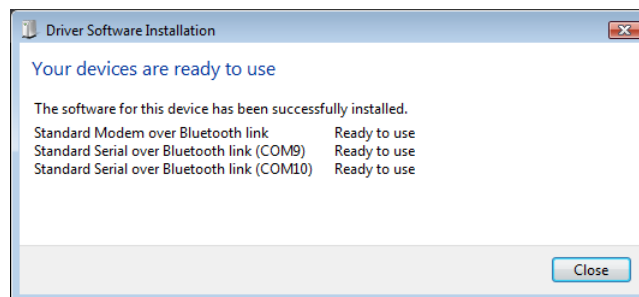 Driver Software Installation
Your devices are ready to use
The software for this device has been successfully installed.
Standard Modem over Bluetooth link Ready to use
Standard Serial over Bluetooth link (COM9) Ready to use
Standard Serial over Bluetooth link (COM10) Ready to use
Close